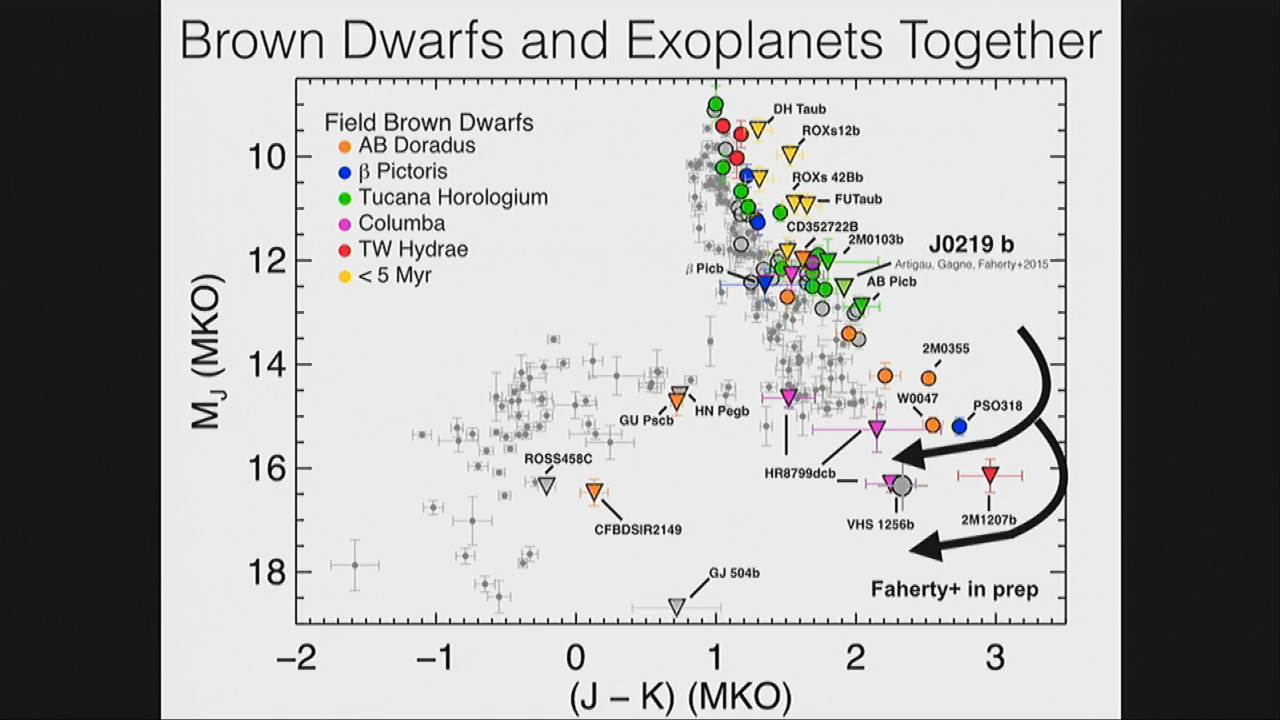 Brown Dwarfs and Exoplanets Together
Field Brown Dwarfs
AB Doradus
β Pictoris
Tucana Horologium
Columba
TW Hydrae
< 5 Myr
DH Taub
ROXs12b
ROXs 42Bb
FUTaub
CD352722B
2M0103b
J0219 b
Artigau, Gagne, Faherty+2015
β Picb
AB Picb
2M0355
W0047
PSO318
GU Pscb
HN Pegb
ROSS458C
HR8799dcb
CFBDSIR2149
VHS 1256b
2M1207b
GJ 504b
Faherty+ in prep
10
12
14
16
18
MJ (MKO)
−2 −1 0 1 2 3
(J − K) (MKO)